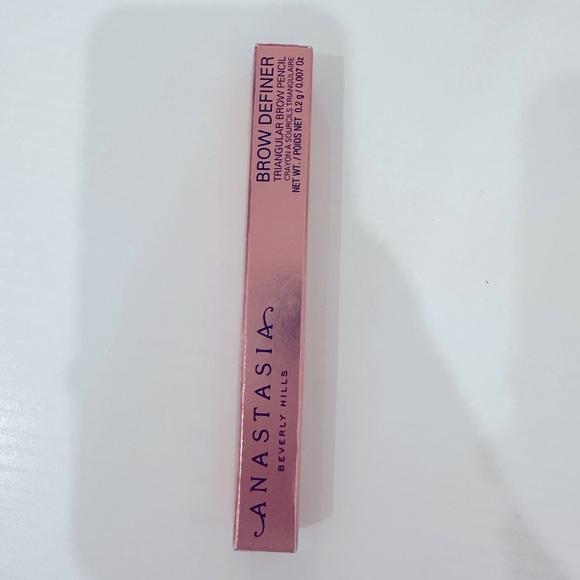 BROW DEFINER
TRIANGULAR BROW PENCIL
CRAYON À SOURCILS TRIANGULAIRE
NET WT. / POIDS NET 0.2 g / 0.007 Oz
ANASTASIA
BEVERLY HILLS